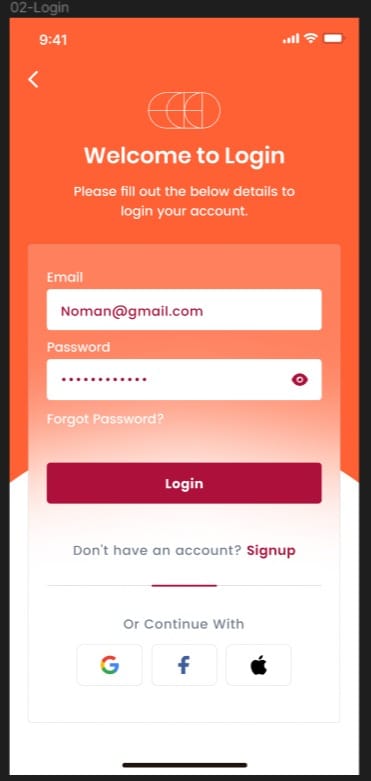 02-Login
9:41
Welcome to Login
Please fill out the below details to
login your account.
Email
Noman@gmail.com
Password
••••••••••••
Forgot Password?
Login
Don't have an account? Signup
Or Continue With